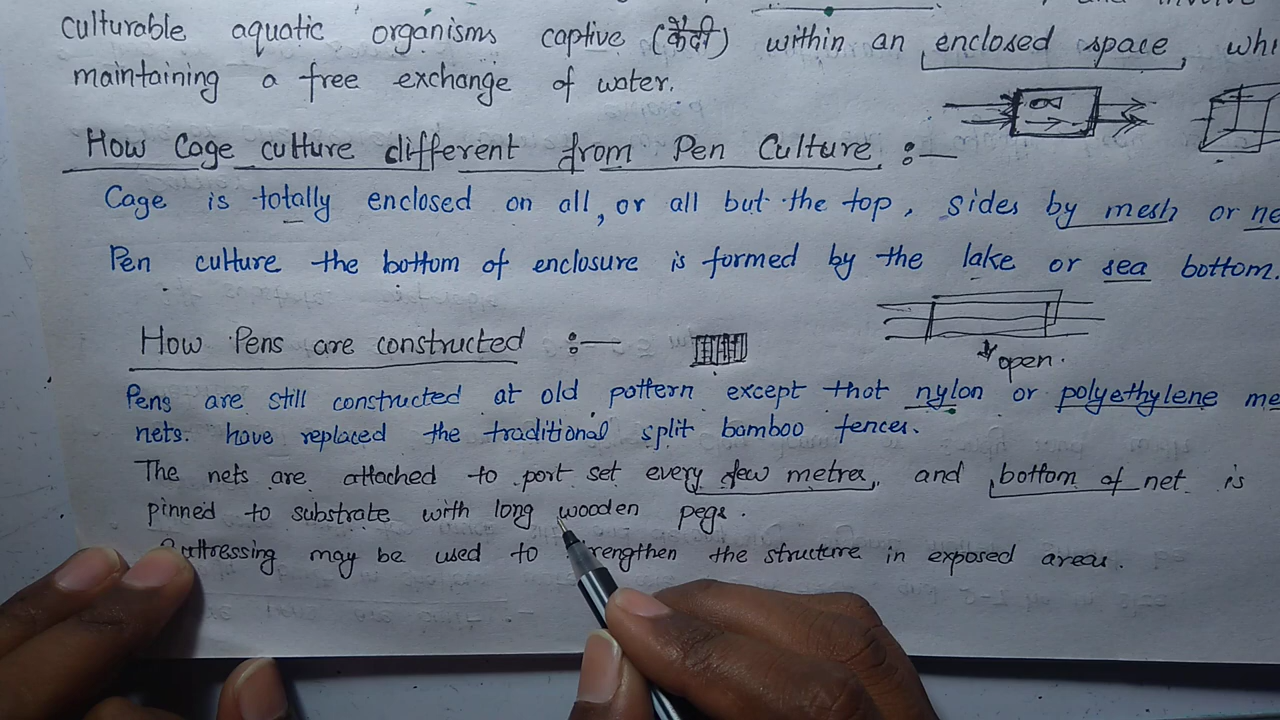 culturable aquatic organisms captive (कैदी) within an enclosed space, whi
maintaining a free exchange of water.
How Cage culture different from Pen Culture :—
Cage is totally enclosed on all, or all but the top, sides by mesh or ne
Pen culture the bottom of enclosure is formed by the lake or sea bottom.
How Pens are constructed :—
open.
Pens are still constructed at old pattern except that nylon or polyethylene me
nets. have replaced the traditional split bamboo fences.
The nets are attached to port set every few metres, and bottom of net is
pinned to substrate with long wooden pegs.
may be used to the structure in exposed areas.